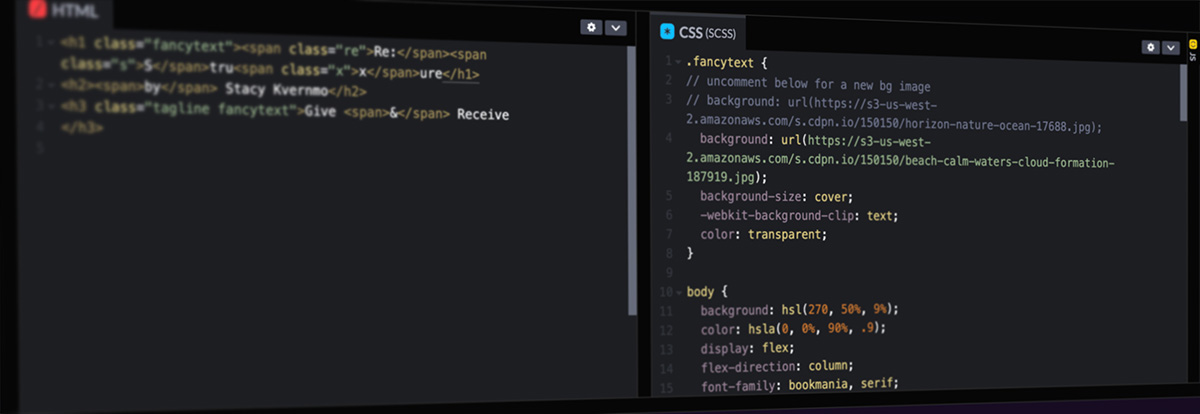 HTML
1 <h1 class="fancytext"><span class="re">Re:</span><span
class="s">S</span>tru<span class="x">x</span>ure</h1>
2 <h2><span>by</span> Stacy Kvernmo</h2>
3 <h3 class="tagline fancytext">Give <span>&</span> Receive
4 </h3>
5
CSS (SCSS)
1 .fancytext {
2 // uncomment below for a new bg image
3 // background: url(https://s3-us-west-
2.amazonaws.com/s.cdpn.io/150150/horizon-nature-ocean-17688.jpg);
4 background: url(https://s3-us-west-
2.amazonaws.com/s.cdpn.io/150150/beach-calm-waters-cloud-formation-
187919.jpg);
5 background-size: cover;
6 -webkit-background-clip: text;
7 color: transparent;
8 }
9
10 body {
11 background: hsl(270, 50%, 9%);
12 color: hsla(0, 0%, 90%, .9);
13 display: flex;
14 flex-direction: column;
15 font-family: bookmania, serif;
JS